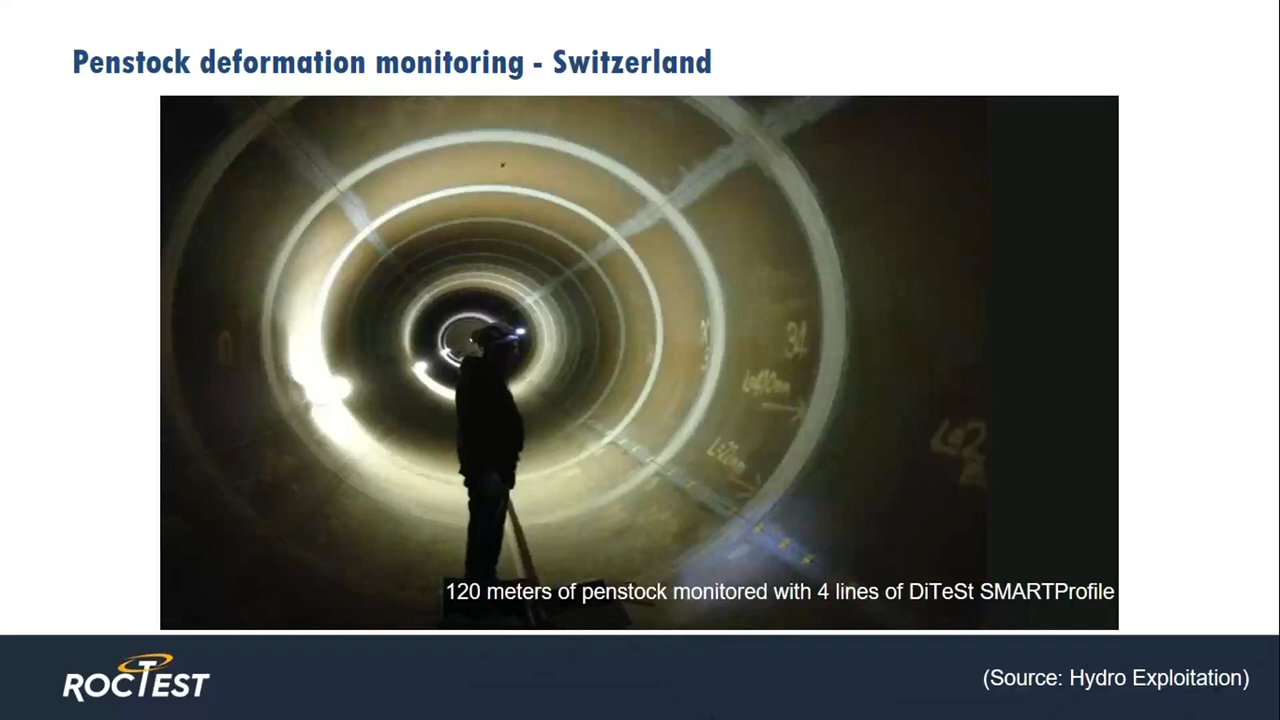 Penstock deformation monitoring - Switzerland
34
120 meters of penstock monitored with 4 lines of DiTeSt SMARTProfile
ROCTEST
(Source: Hydro Exploitation)